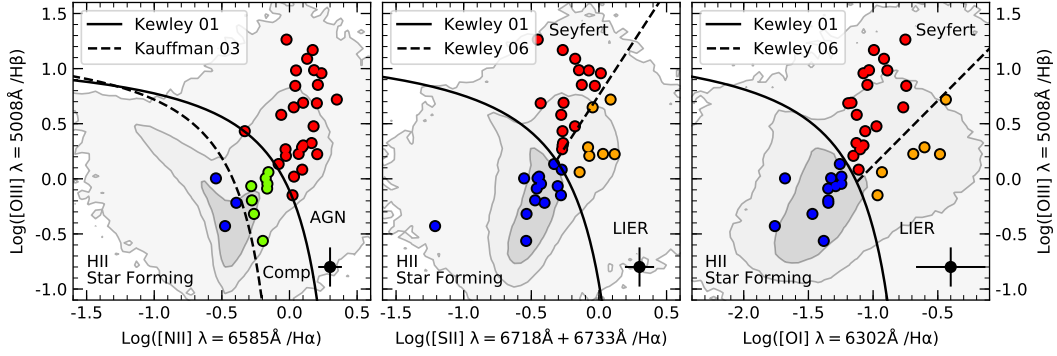 Kewley 01
Kauffman 03
AGN
Comp
HII
Star Forming
Log([OIII] λ = 5008Å /Hβ)
1.5
1.0
0.5
0.0
-0.5
-1.0
-1.5 -1.0 -0.5 0.0 0.5
Log([NII] λ = 6585Å /Hα)
Kewley 01
Kewley 06
Seyfert
LIER
HII
Star Forming
-1.5 -1.0 -0.5 0.0
Log([SII] λ = 6718Å + 6733Å /Hα)
Kewley 01
Kewley 06
Seyfert
LIER
HII
Star Forming
-2.0 -1.5 -1.0 -0.5
Log([OI] λ = 6302Å /Hα)
1.5
1.0
0.5
0.0
-0.5
-1.0
Log([OIII] λ = 5008Å /Hβ)